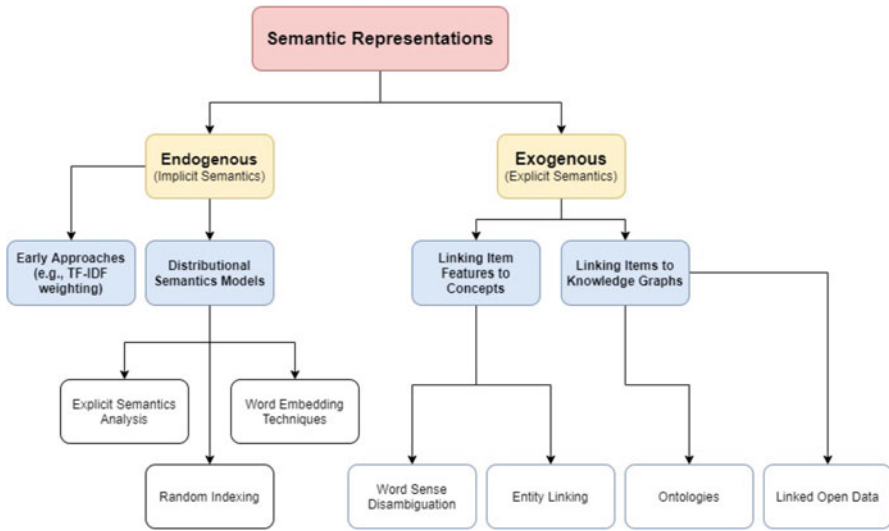 Semantic Representations
Endogenous
(Implicit Semantics)
Exogenous
(Explicit Semantics)
Early Approaches
(e.g., TF-IDF
weighting)
Distributional
Semantics Models
Linking Item
Features to
Concepts
Linking Items to
Knowledge Graphs
Explicit Semantics
Analysis
Word Embedding
Techniques
Random Indexing
Word Sense
Disambiguation
Entity Linking
Ontologies
Linked Open Data